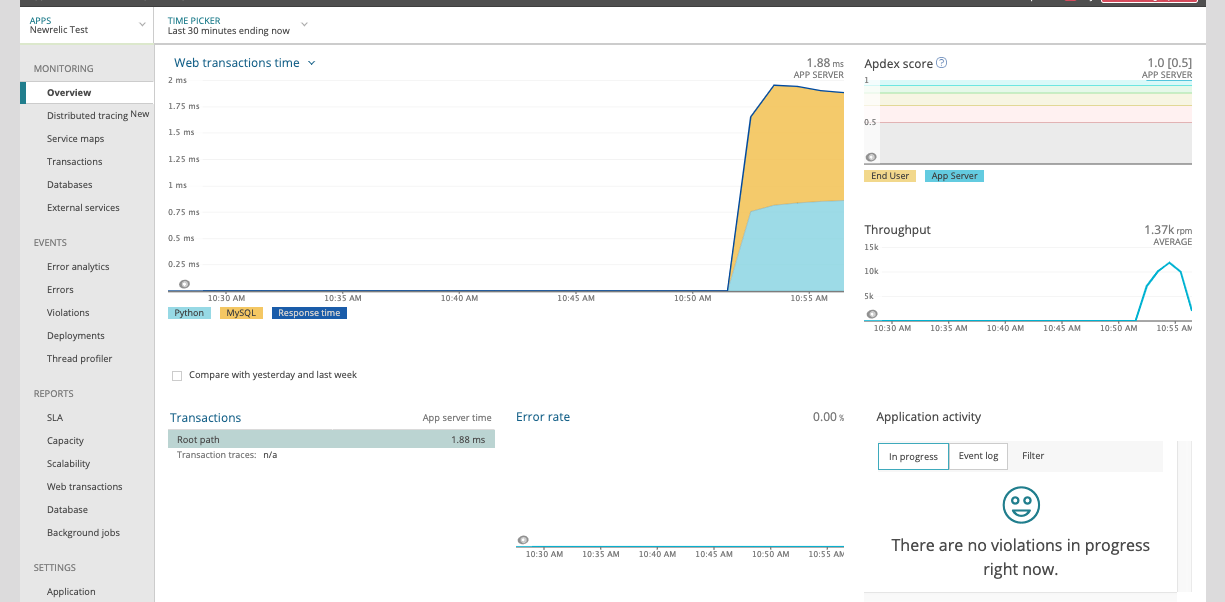 APPS
Newrelic Test
TIME PICKER
Last 30 minutes ending now
MONITORING
Overview
Distributed tracing New
Service maps
Transactions
Databases
External services
EVENTS
Error analytics
Errors
Violations
Deployments
Thread profiler
REPORTS
SLA
Capacity
Scalability
Web transactions
Database
Background jobs
SETTINGS
Application
Web transactions time
1.88 ms
APP SERVER
2 ms
1.75 ms
1.5 ms
1.25 ms
1 ms
0.75 ms
0.5 ms
0.25 ms
10:30 AM 10:35 AM 10:40 AM 10:45 AM 10:50 AM 10:55 AM
Python MySQL Response time
Compare with yesterday and last week
Apdex score ?
1.0 [0.5]
APP SERVER
1
0.5
End User App Server
Throughput
1.37k rpm
AVERAGE
15k
10k
5k
10:30 AM 10:35 AM 10:40 AM 10:45 AM 10:50 AM 10:55 AM
Transactions App server time
Root path 1.88 ms
Transaction traces: n/a
Error rate 0.00 %
10:30 AM 10:35 AM 10:40 AM 10:45 AM 10:50 AM 10:55 AM
Application activity
In progress Event log Filter
There are no violations in progress
right now.